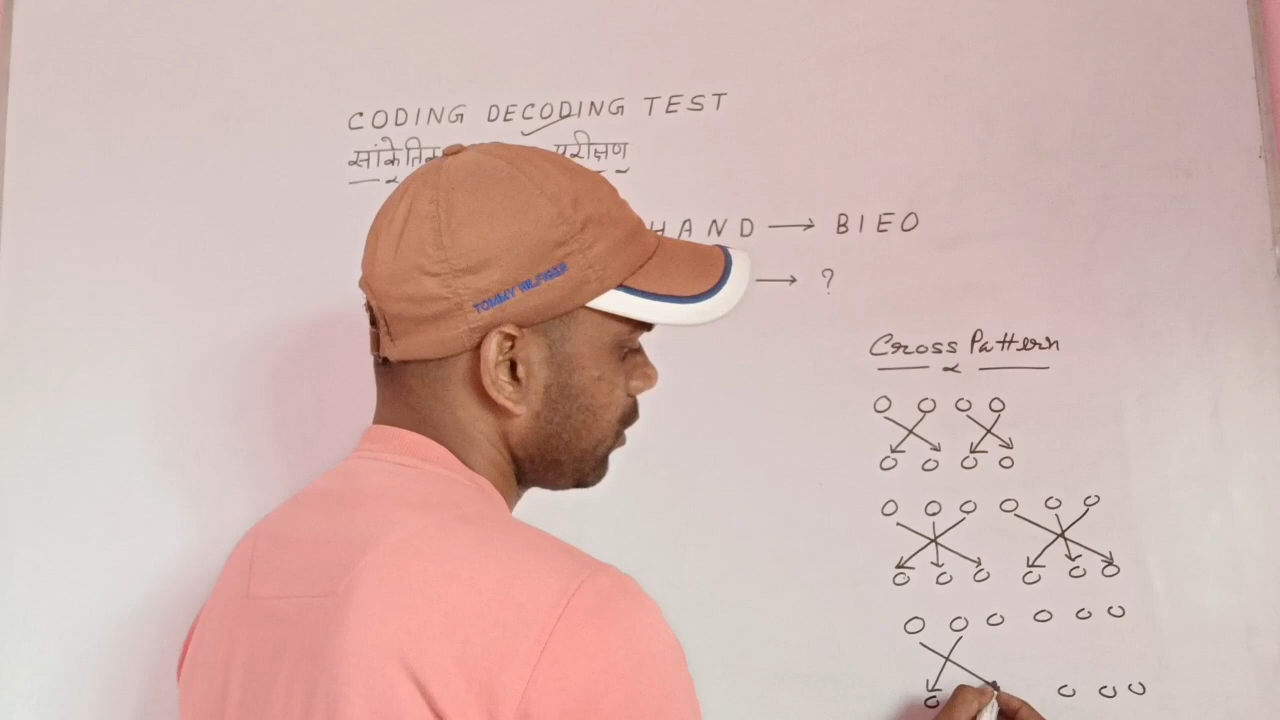 CODING DECODING TEST
सांकेतिक परीक्षण
HAND → BIEO
→ ?
TOMMY HILFIGER
Cross Pattern